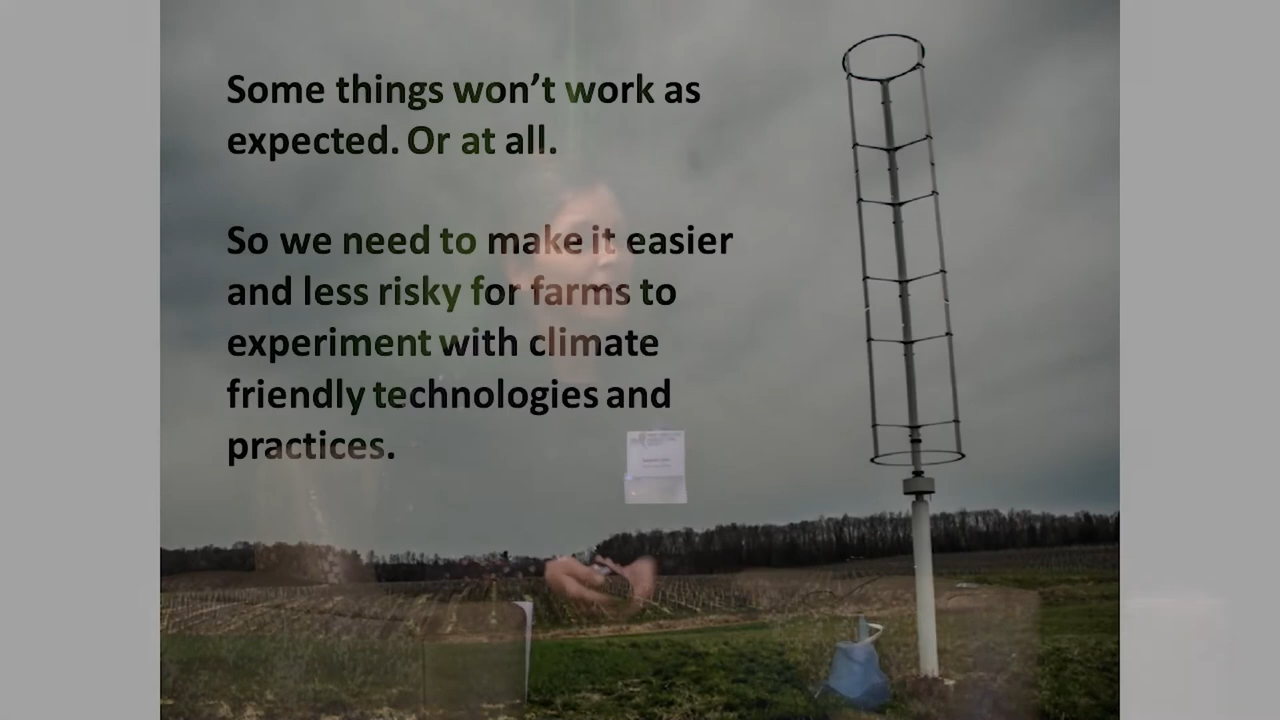 Some things won’t work as
expected. Or at all.
So we need to make it easier
and less risky for farms to
experiment with climate
friendly technologies and
practices.